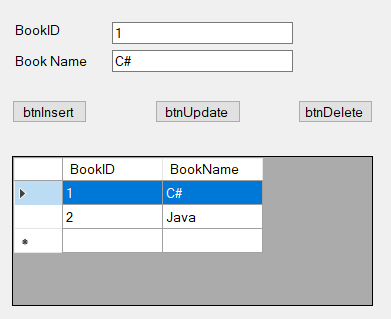 BookID 1
Book Name C#
btnInsert btnUpdate btnDelete
BookID BookName
1 C#
2 Java
*